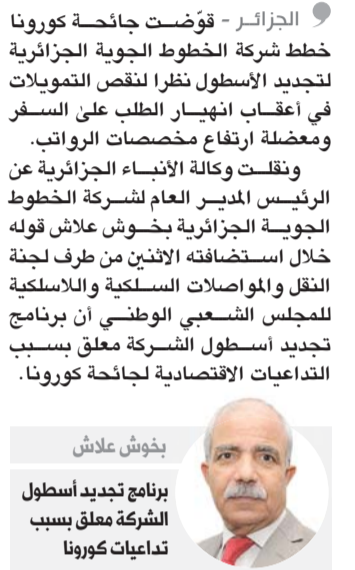 الجزائر - قوّضت جائحة كورونا
خطط شركة الخطوط الجوية الجزائرية
لتجديد الأسطول نظرا لنقص التمويلات
في أعقاب انهيار الطلب على السفر
ومعضلة ارتفاع مخصصات الرواتب.
ونقلت وكالة الأنباء الجزائرية عن
الرئيس المدير العام لشركة الخطوط
الجوية الجزائرية بخوش علاش قوله
خلال استضافته الاثنين من طرف لجنة
النقل والمواصلات السلكية واللاسلكية
للمجلس الشعبي الوطني أن برنامج
تجديد أسطول الشركة معلق بسبب
التداعيات الاقتصادية لجائحة كورونا.
بخوش علاش
برنامج تجديد أسطول
الشركة معلق بسبب
تداعيات كورونا